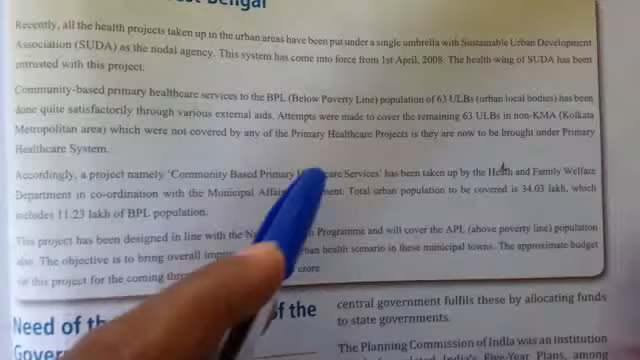 Bengal
Recently, all the health projects taken up in the urban areas have been put under a single umbrella with Sustainable Urban Development
Association (SUDA) as the nodal agency. This system has come into force from 1st April, 2008. The health wing of SUDA has been
entrusted with this project.
Community-based primary healthcare services to the BPL (Below Poverty Line) population of 63 ULBs (urban local bodies) has been
done quite satisfactorily through various external aids. Attempts were made to cover the remaining 63 ULBs in non-KMA (Kolkata
Metropolitan area) which were not covered by any of the Primary Healthcare Projects is they are now to be brought under Primary
Healthcare System.
Accordingly, a project namely 'Community Based Primary Services' has been taken up by the Health and Family Welfare
Department in co-ordination with the Municipal Total urban population to be covered is 34.03 lakh, which
includes 11.23 lakh of BPL population.
This project has been designed in line with the Programme and will cover the APL (above poverty line) population
also. The objective is to bring overall health scenario in these municipal towns. The approximate budget
of this project for the coming crore
Need of of the
central government fulfils these by allocating funds
to state governments.
The Planning Commission of India was an institution
India's Five-Year Plans, among